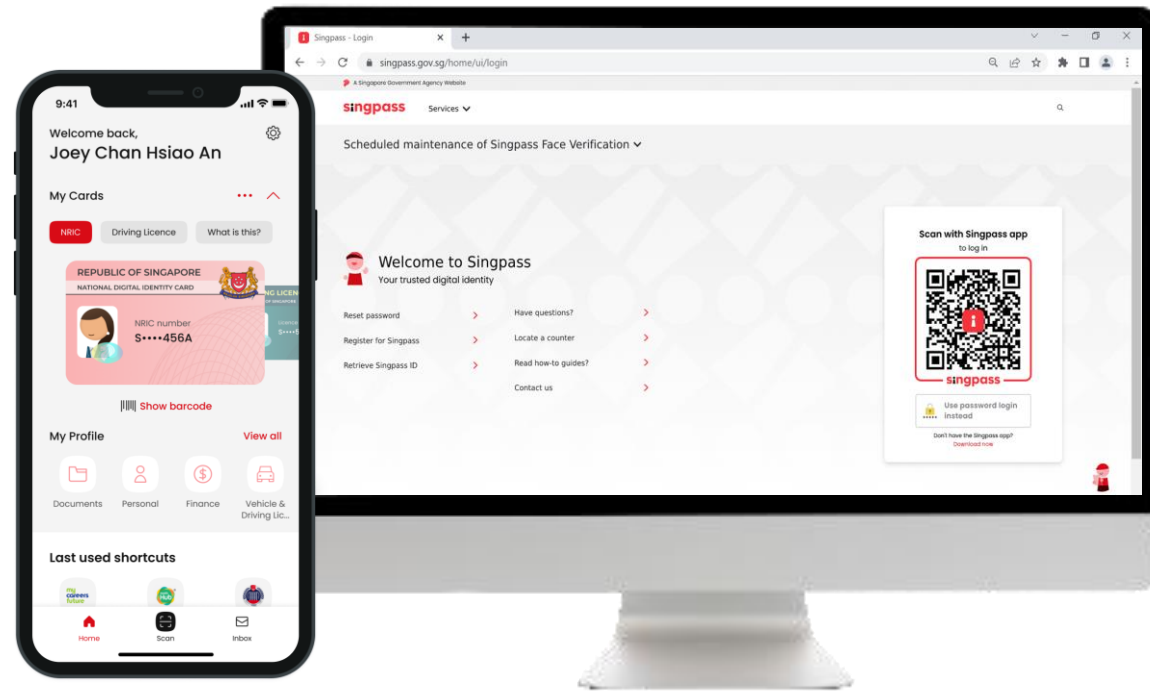 9:41
Welcome back,
Joey Chan Hsiao An
My Cards
NRIC
Driving Licence
What is this?
REPUBLIC OF SINGAPORE
NATIONAL DIGITAL IDENTITY CARD
NRIC number
S••••456A
NG LICEN
Show barcode
My Profile
View all
Documents
Personal
Finance
Vehicle &
Driving Lic...
Last used shortcuts
my
careers
future
Home
Scan
Inbox
Singpass - Login
singpass.gov.sg/home/ui/login
A Singapore Government Agency Website
singpass
Services
Scheduled maintenance of Singpass Face Verification
Welcome to Singpass
Your trusted digital identity
Reset password
Have questions?
Register for Singpass
Locate a counter
Retrieve Singpass ID
Read how-to guides?
Contact us
Scan with Singpass app
to log in
singpass
Use password login
instead
Don't have the Singpass app?
Download now